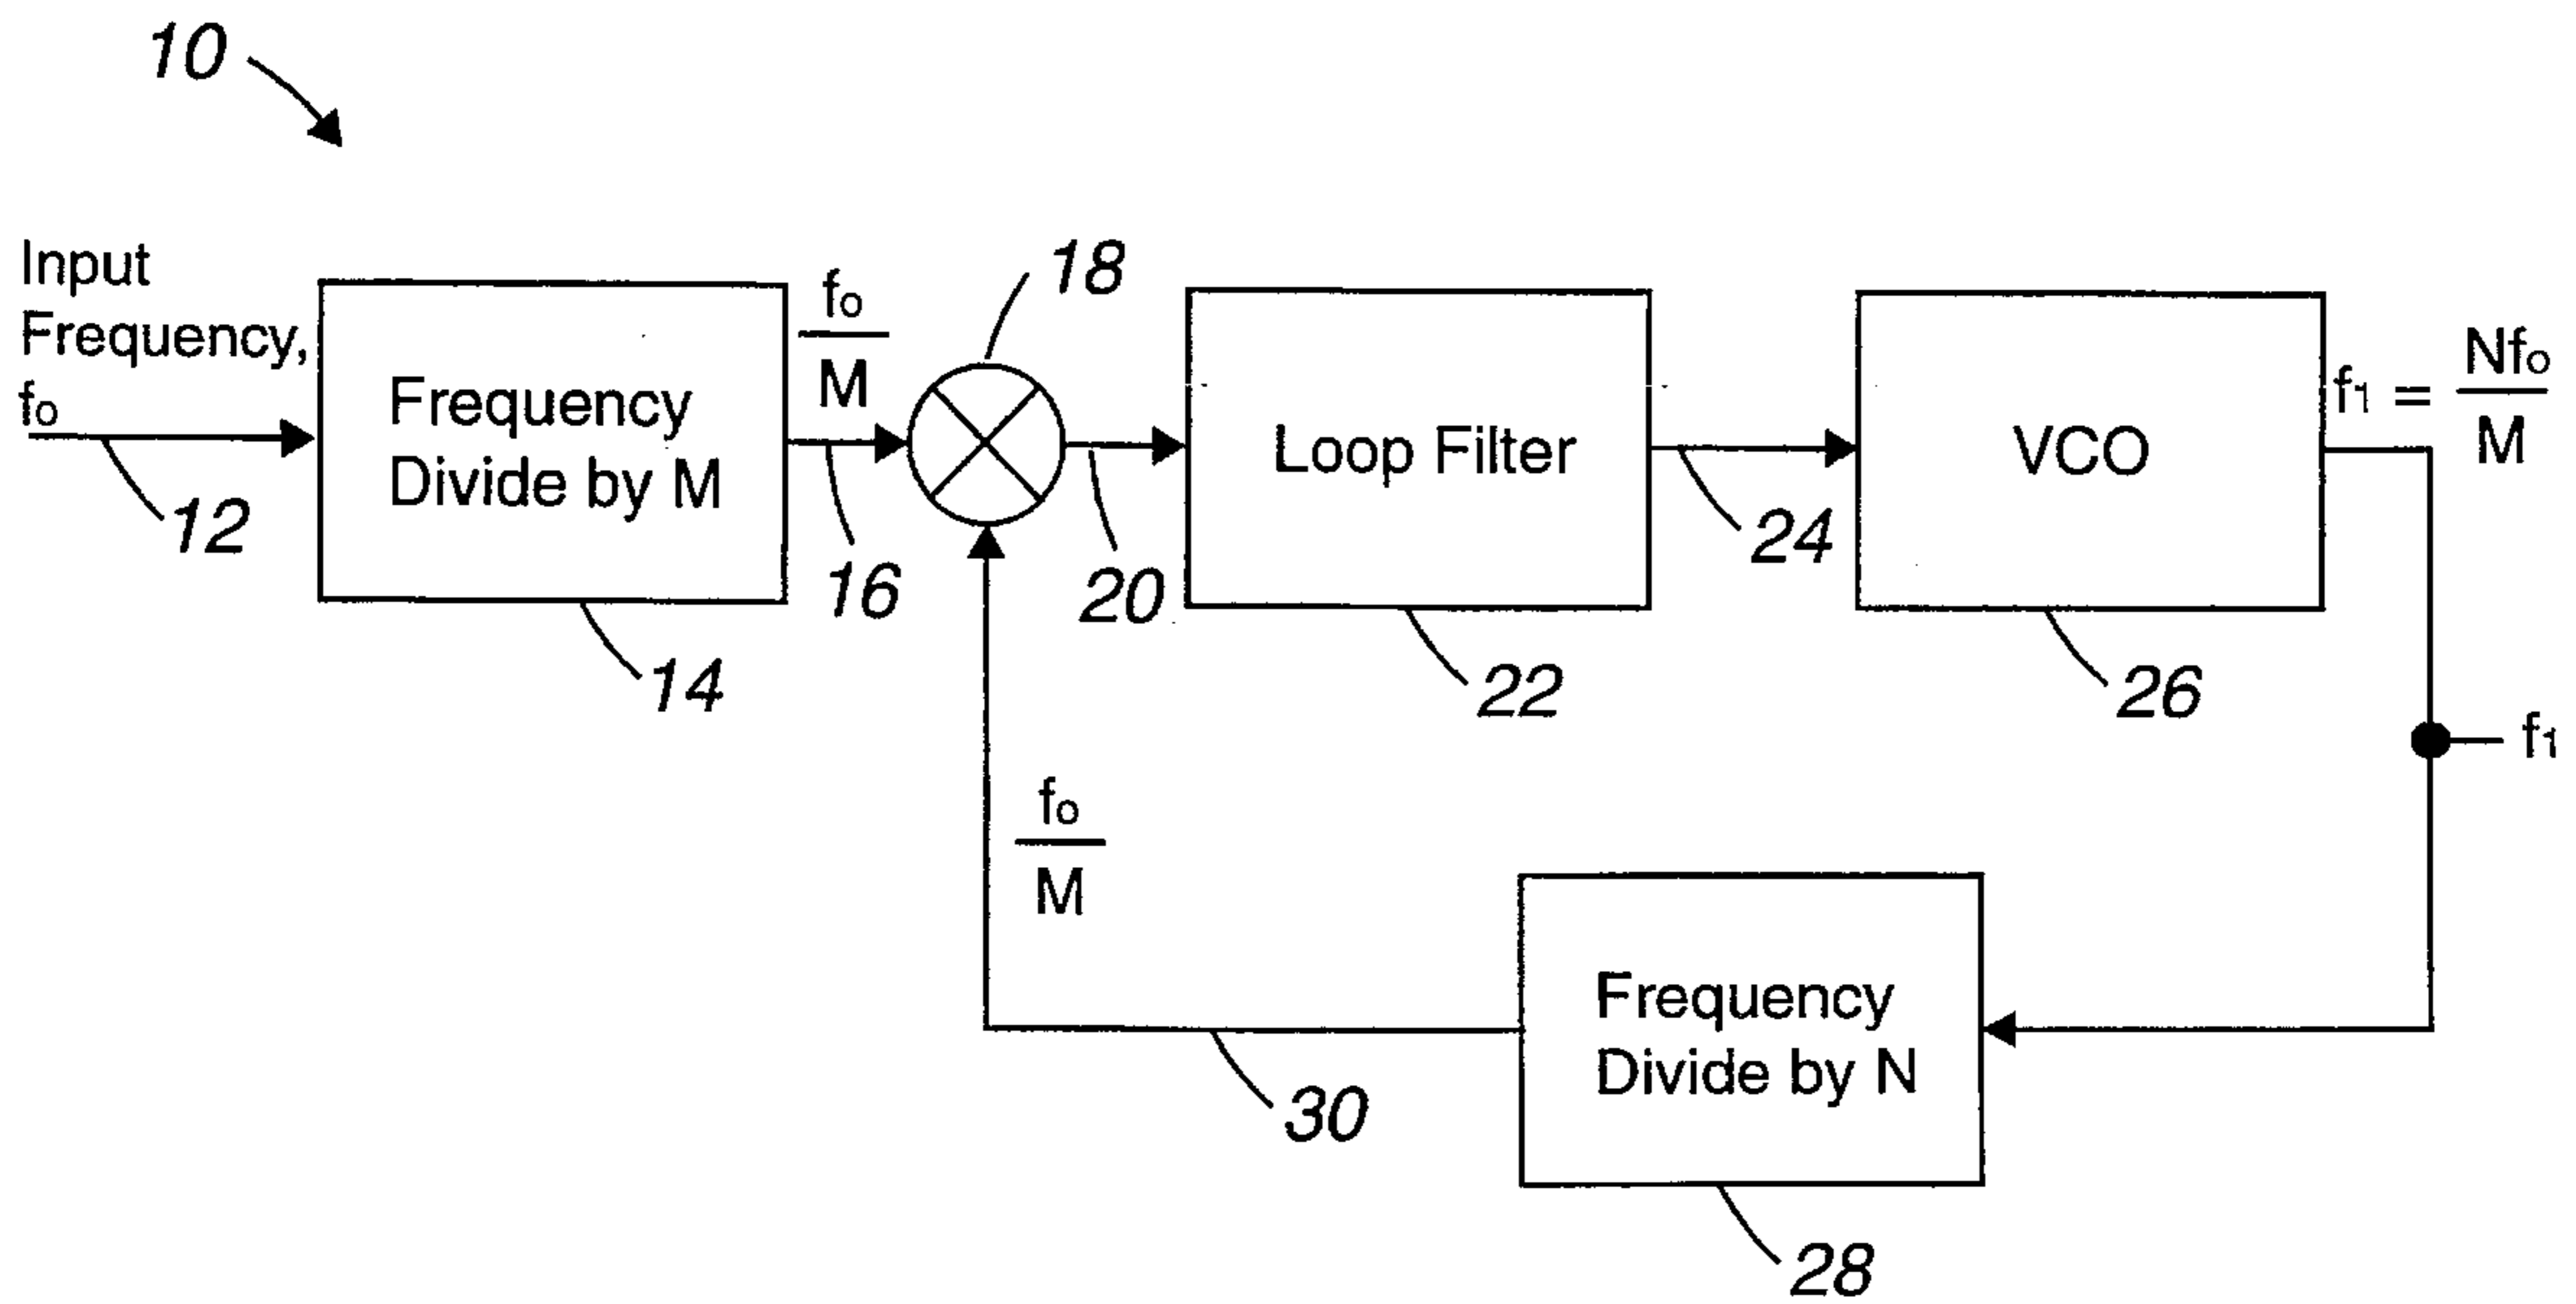 10
Input
Frequency,
fo
12
Frequency
Divide by M
14
fo
M
16
18
20
Loop Filter
22
24
VCO
26
f1 = Nfo
M
f1
fo
M
30
Frequency
Divide by N
28